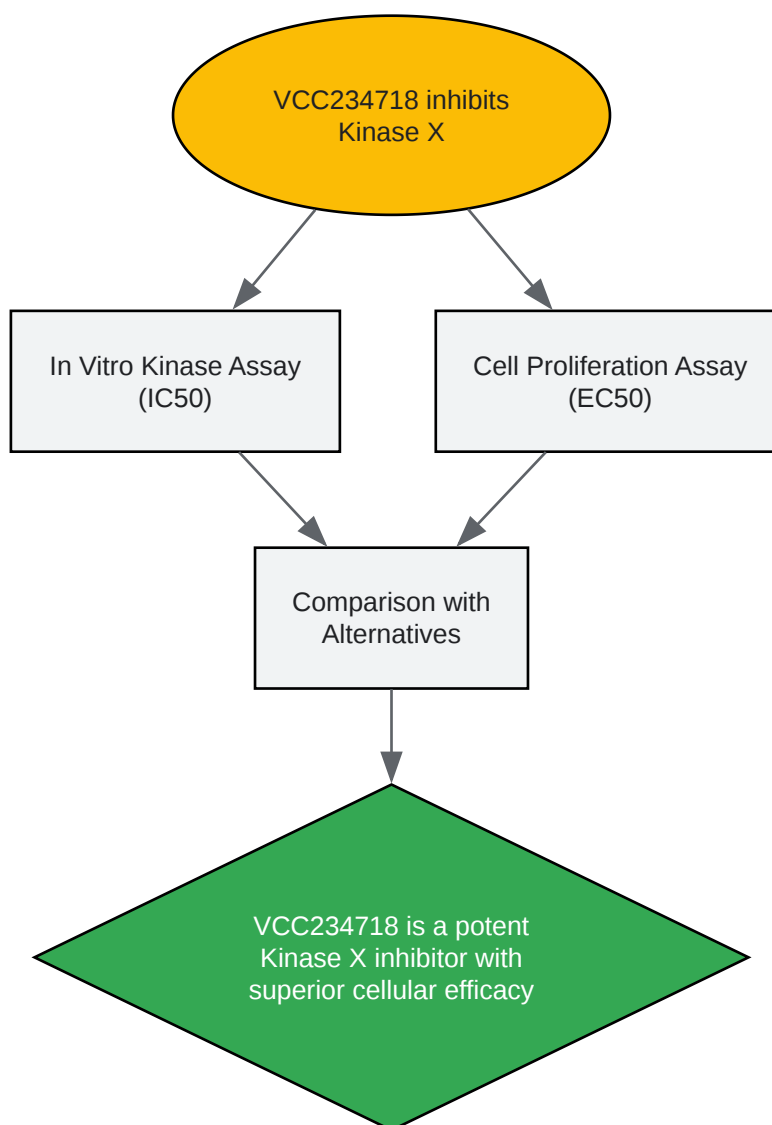 VCC234718 inhibits
Kinase X
In Vitro Kinase Assay
(IC50)
Cell Proliferation Assay
(EC50)
Comparison with
Alternatives
VCC234718 is a potent
Kinase X inhibitor with
superior cellular efficacy